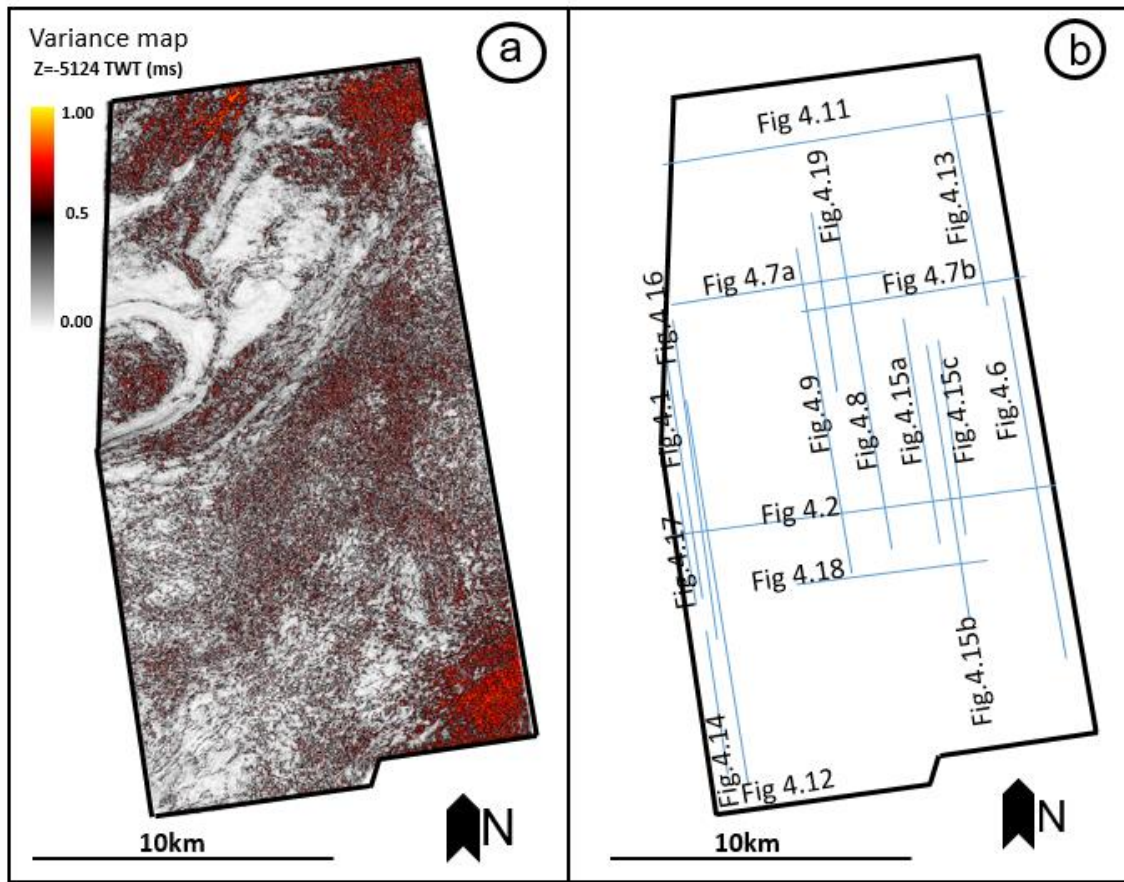 Variance map
Z=-5124 TWT (ms)
1.00
0.5
0.00
a
10km
N
b
Fig 4.11
Fig.4.19
Fig.4.13
Fig 4.7a
Fig 4.7b
Fig.4.16
Fig.4.1
Fig.4.9
Fig.4.8
Fig.4.15a
Fig.4.15c
Fig.4.6
Fig 4.2
Fig.4.17
Fig 4.18
Fig.4.15b
Fig.4.14
Fig 4.12
10km
N